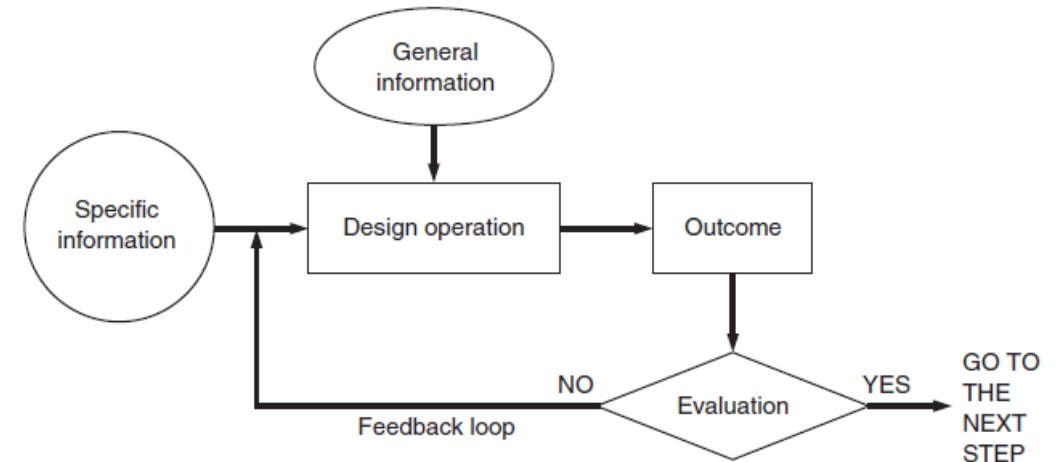 General
information
Specific
information
Design operation
Outcome
NO
Evaluation
YES
GO TO
THE
NEXT
STEP
Feedback loop